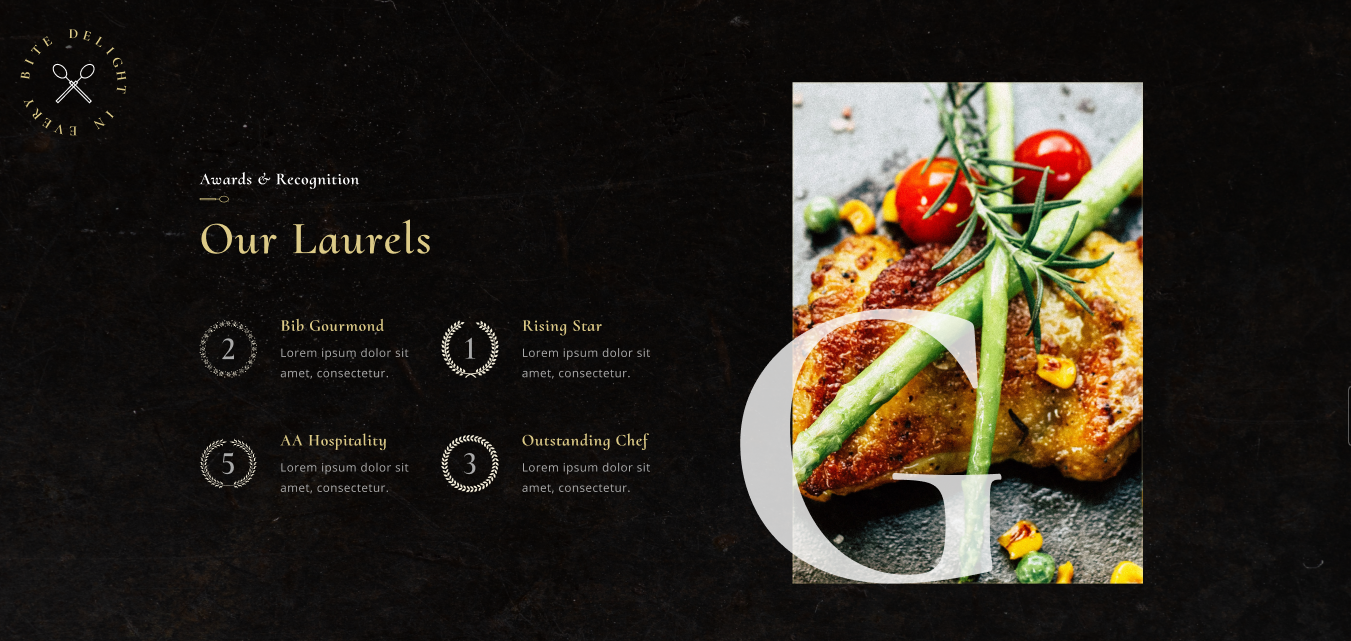 BITE DELIGHT IN EVERY
Awards & Recognition
Our Laurels
2
Bib Gourmond
Lorem ipsum dolor sit
amet, consectetur.
1
Rising Star
Lorem ipsum dolor sit
amet, consectetur.
5
AA Hospitality
Lorem ipsum dolor sit
amet, consectetur.
3
Outstanding Chef
Lorem ipsum dolor sit
amet, consectetur.
G